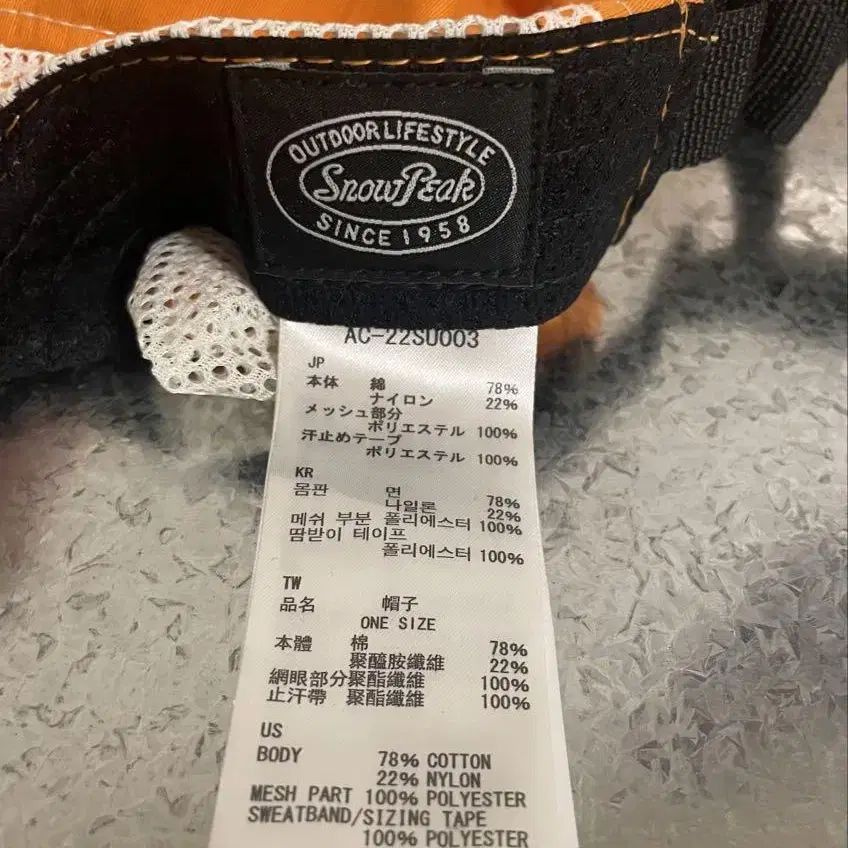 OUTDOOR LIFESTYLE
Snow Peak
SINCE 1958
AC-22SU003
JP
本体 綿 78%
ナイロン 22%
メッシュ部分
ポリエステル 100%
汗止めテープ
ポリエステル 100%
KR
몸판 면 78%
나일론 22%
메쉬 부분 폴리에스터 100%
땀받이 테이프
폴리에스터 100%
TW
品名 帽子
ONE SIZE
本體 棉 78%
聚醯胺纖維 22%
網眼部分聚酯纖維 100%
止汗帶 聚酯纖維 100%
US
BODY 78% COTTON
22% NYLON
MESH PART 100% POLYESTER
SWEATBAND/SIZING TAPE
100% POLYESTER